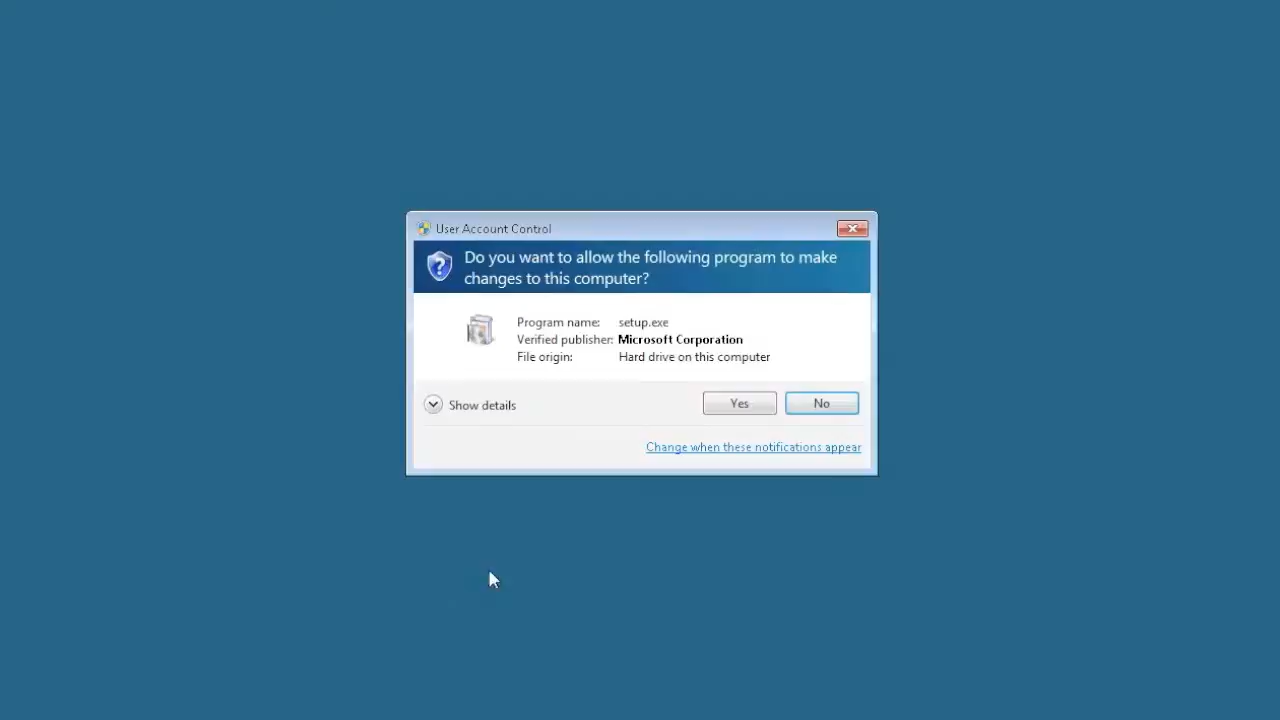 User Account Control
Do you want to allow the following program to make
changes to this computer?
Program name: setup.exe
Verified publisher: Microsoft Corporation
File origin: Hard drive on this computer
Show details
Yes
No
Change when these notifications appear